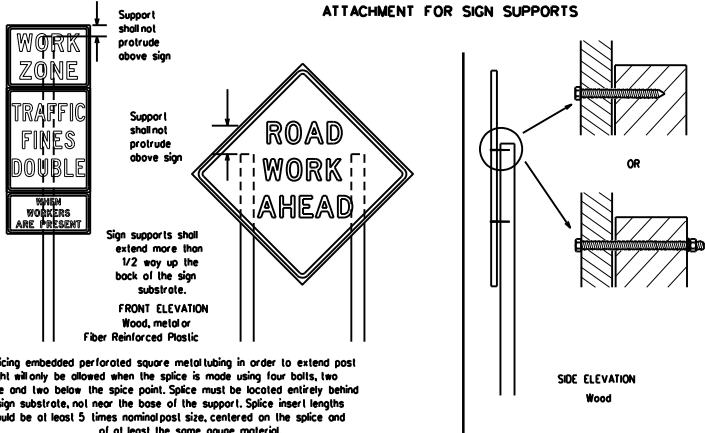 ATTACHMENT FOR SIGN SUPPORTS
Support
shall not
protrude
above sign
WORK
ZONE
TRAFFIC
FINES
DOUBLE
WHEN
WORKERS
ARE PRESENT
Support
shall not
protrude
above sign
ROAD
WORK
AHEAD
Sign supports shall
extend more than
1/2 way up the
back of the sign
substrate.
FRONT ELEVATION
Wood, metal or
Fiber Reinforced Plastic
OR
SIDE ELEVATION
Wood
icing embedded perforated square metal tubing in order to extend post
ht will only be allowed when the splice is made using four bolts, two
e and two below the spice point. Splice must be located entirely behind
sign substrate, not near the base of the support. Splice insert lengths
ould be at least 5 times nominal post size, centered on the splice and
of at least the same gauge material